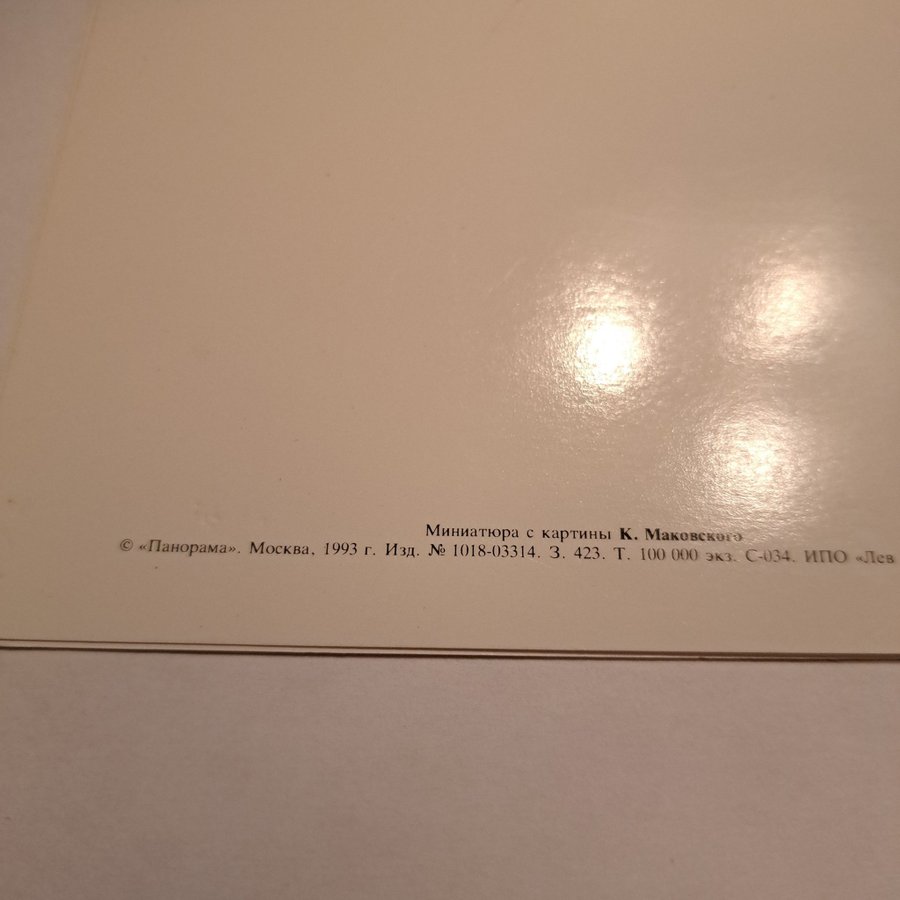 Миниатюра с картины К. Маковского
© «Панорама». Москва, 1993 г. Изд. № 1018-03314. З. 423. Т. 100 000 экз. С-034. ИПО «Лев